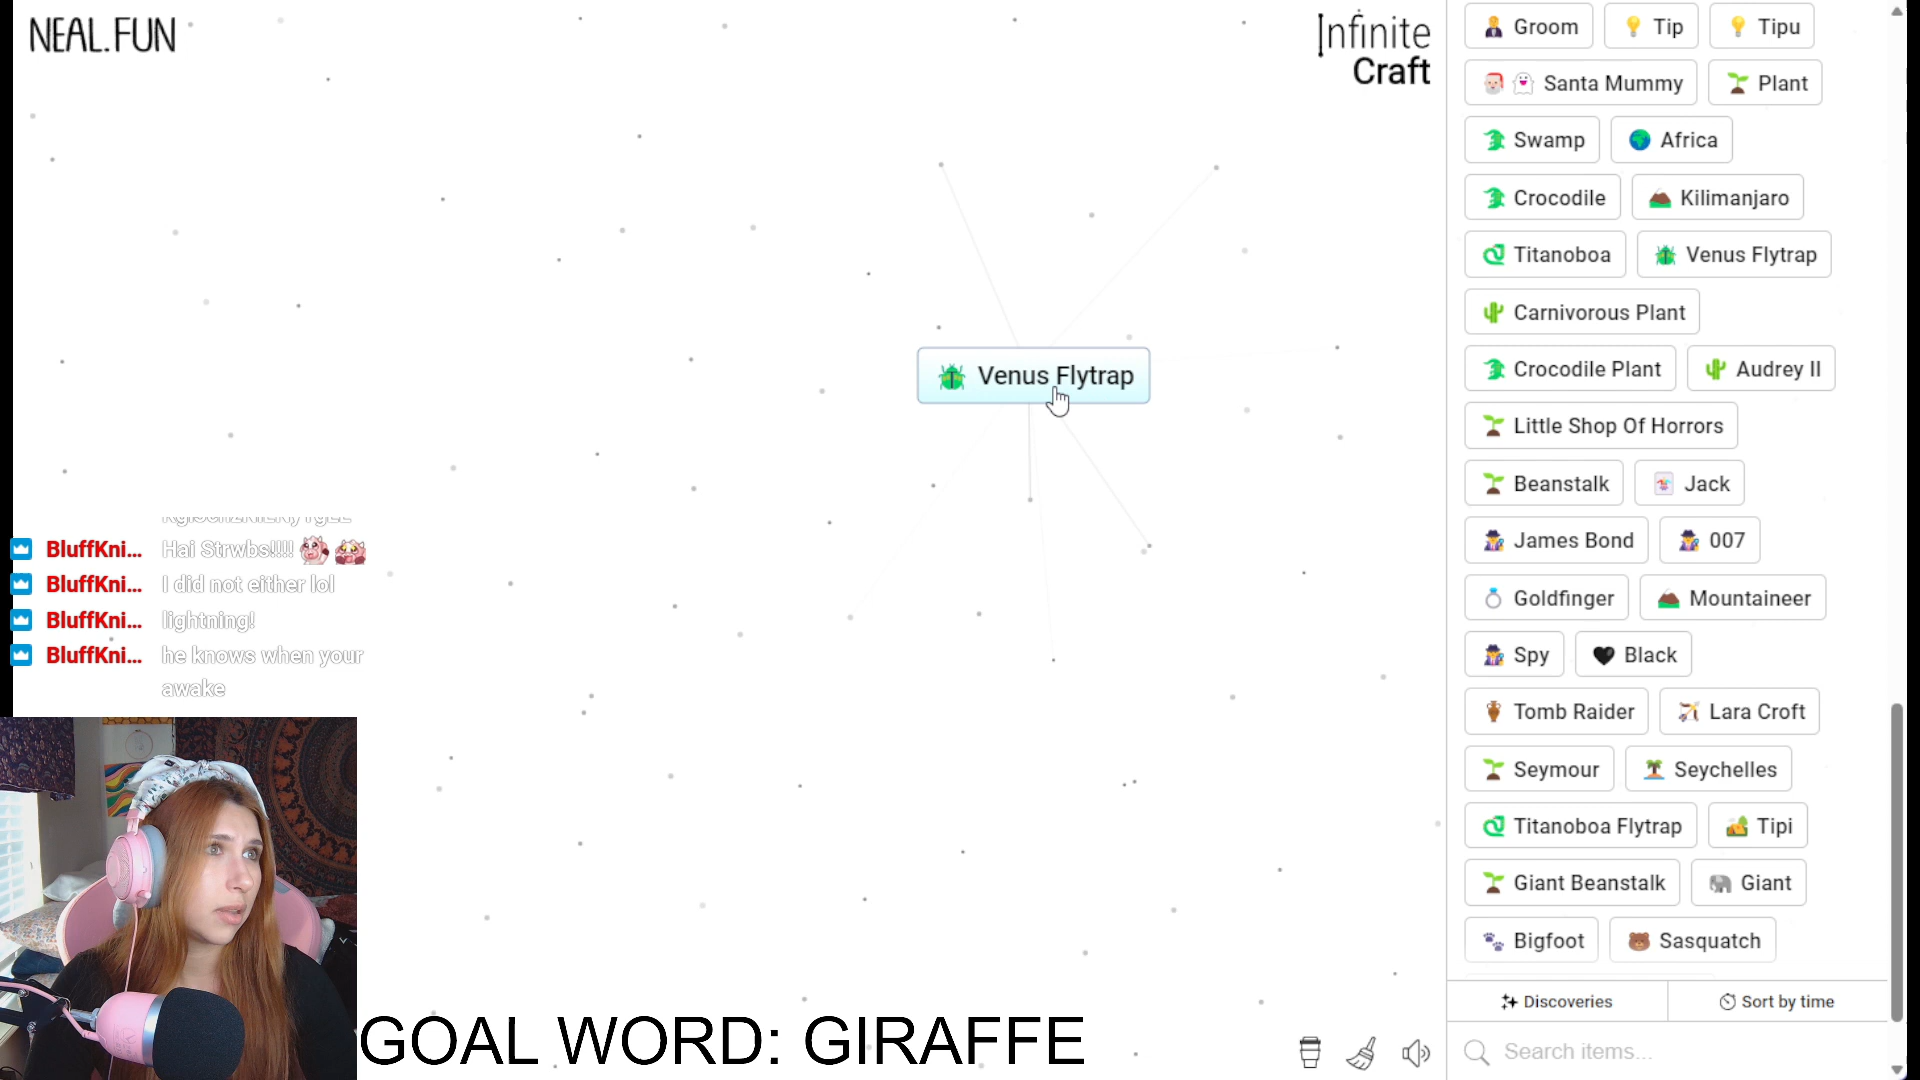 NEAL.FUN
Infinite
Craft
Groom
Tip
Tipu
Santa Mummy
Plant
Swamp
Africa
Crocodile
Kilimanjaro
Titanoboa
Venus Flytrap
Carnivorous Plant
Crocodile Plant
Audrey II
Little Shop Of Horrors
Beanstalk
Jack
James Bond
007
Goldfinger
Mountaineer
Spy
Black
Tomb Raider
Lara Croft
Seymour
Seychelles
Titanoboa Flytrap
Tipi
Giant Beanstalk
Giant
Bigfoot
Sasquatch
Discoveries
Sort by time
Search items...
Venus Flytrap
BluffKni... Hai Strwbs!!!!
BluffKni... I did not either lol
BluffKni... lightning!
BluffKni... he knows when your
awake
GOAL WORD: GIRAFFE